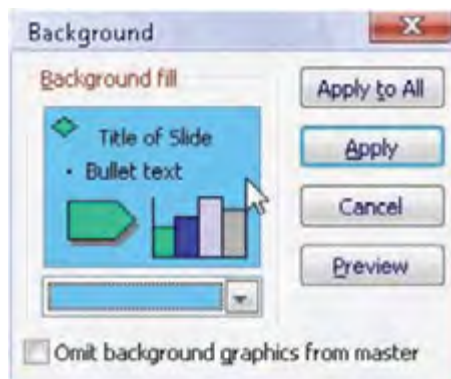 Background
Background fill
Title of Slide
• Bullet text
Apply to All
Apply
Cancel
Preview
Omit background graphics from master